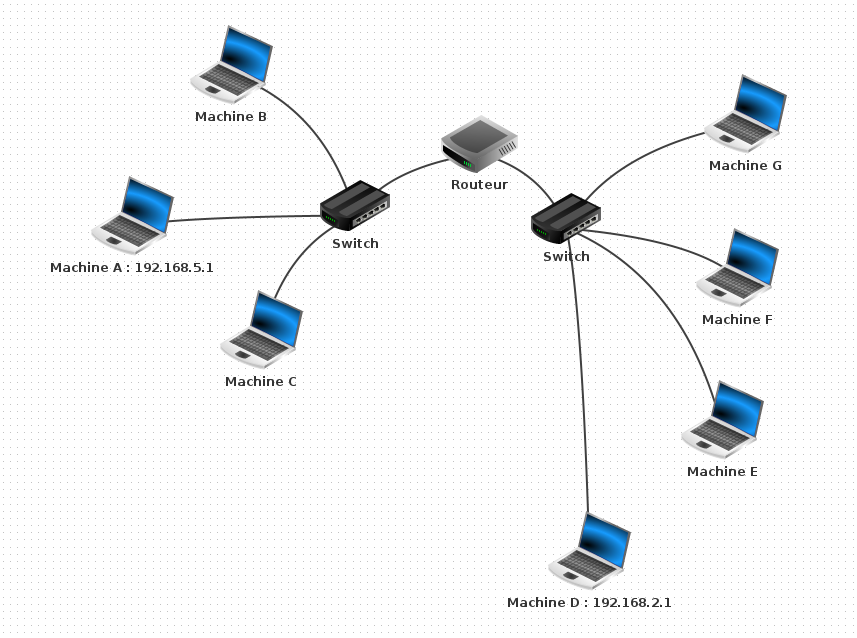 Machine B
Machine G
Routeur
Switch
Switch
Machine A : 192.168.5.1
Machine F
Machine C
Machine E
Machine D : 192.168.2.1